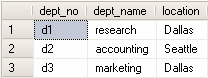 dept_no dept_name location
1 d1 research Dallas
2 d2 accounting Seattle
3 d3 marketing Dallas